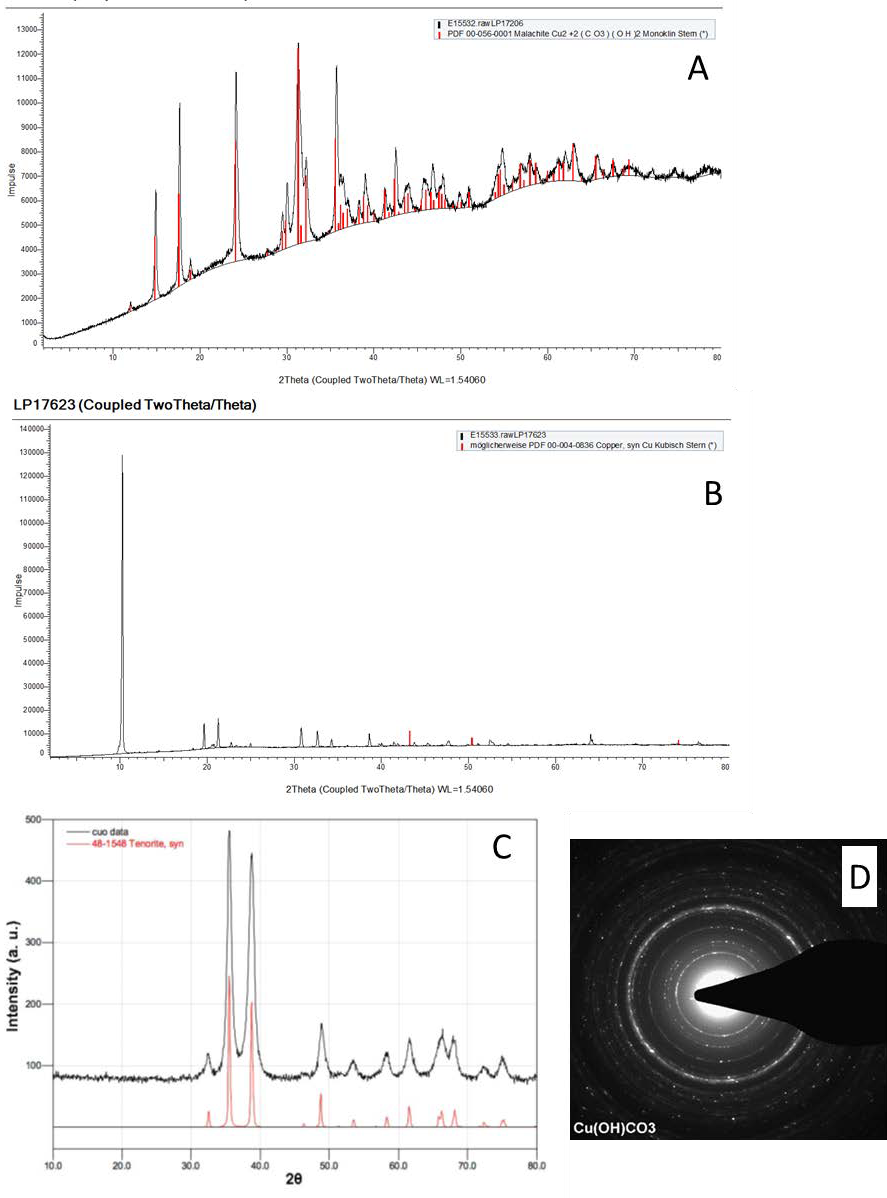 E15532.rawLP17206
PDF 00-056-0001 Malachite Cu2 +2 ( C O3 ) ( O H )2 Monoklin Stern (*)
A
Impulse
13000
12000
11000
10000
9000
8000
7000
6000
5000
4000
3000
2000
1000
0
10 20 30 40 50 60 70 80
2Theta (Coupled TwoTheta/Theta) WL=1.54060
LP17623 (Coupled TwoTheta/Theta)
E15533.rawLP17623
möglicherweise PDF 00-004-0836 Copper, syn Cu Kubisch Stern (*)
B
Impulse
140000
130000
120000
110000
100000
90000
80000
70000
60000
50000
40000
30000
20000
10000
0
10 20 30 40 50 60 70 80
2Theta (Coupled TwoTheta/Theta) WL=1.54060
cuo data
48-1548 Tenorite, syn
C
Intensity (a. u.)
500
400
300
200
100
10.0 20.0 30.0 40.0 50.0 60.0 70.0 80.0
2θ
D
Cu(OH)CO3